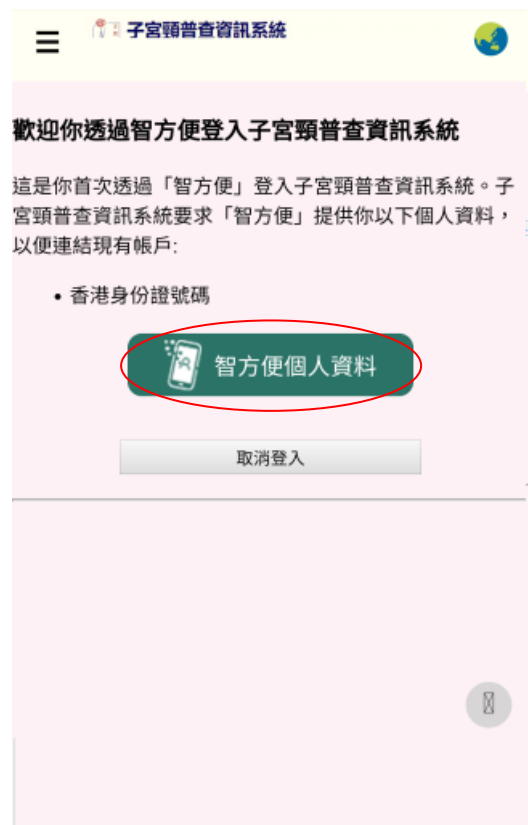 子宮頸普查資訊系統
歡迎你透過智方便登入子宮頸普查資訊系統
這是你首次透過「智方便」登入子宮頸普查資訊系統。子
宮頸普查資訊系統要求「智方便」提供你以下個人資料，
以便連結現有帳戶:
• 香港身份證號碼
智方便個人資料
取消登入